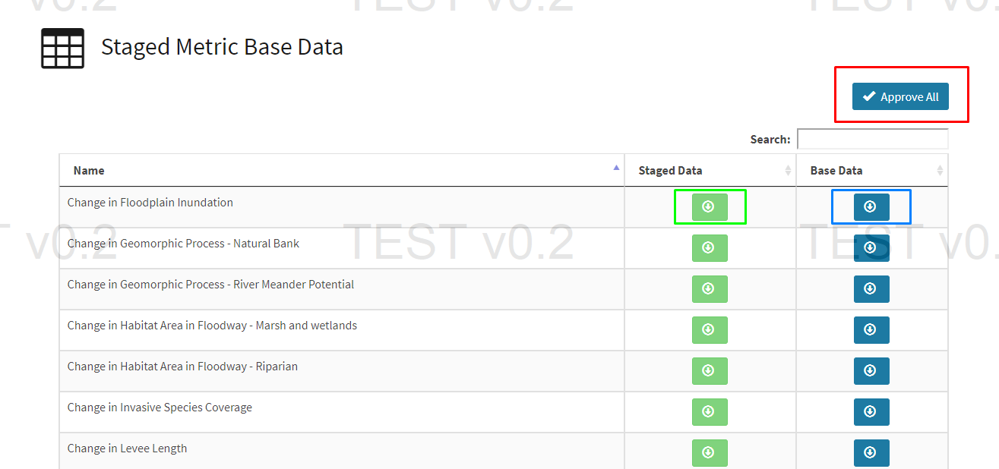 v0.2 TEST v0.2 TEST v0.
Staged Metric Base Data
Approve All
Search:
Name Staged Data Base Data
Change in Floodplain Inundation
T v0.2 TEST v0.2 TEST v0.
Change in Geomorphic Process - Natural Bank
Change in Geomorphic Process - River Meander Potential
Change in Habitat Area in Floodway - Marsh and wetlands
Change in Habitat Area in Floodway - Riparian
Change in Invasive Species Coverage
Change in Levee Length